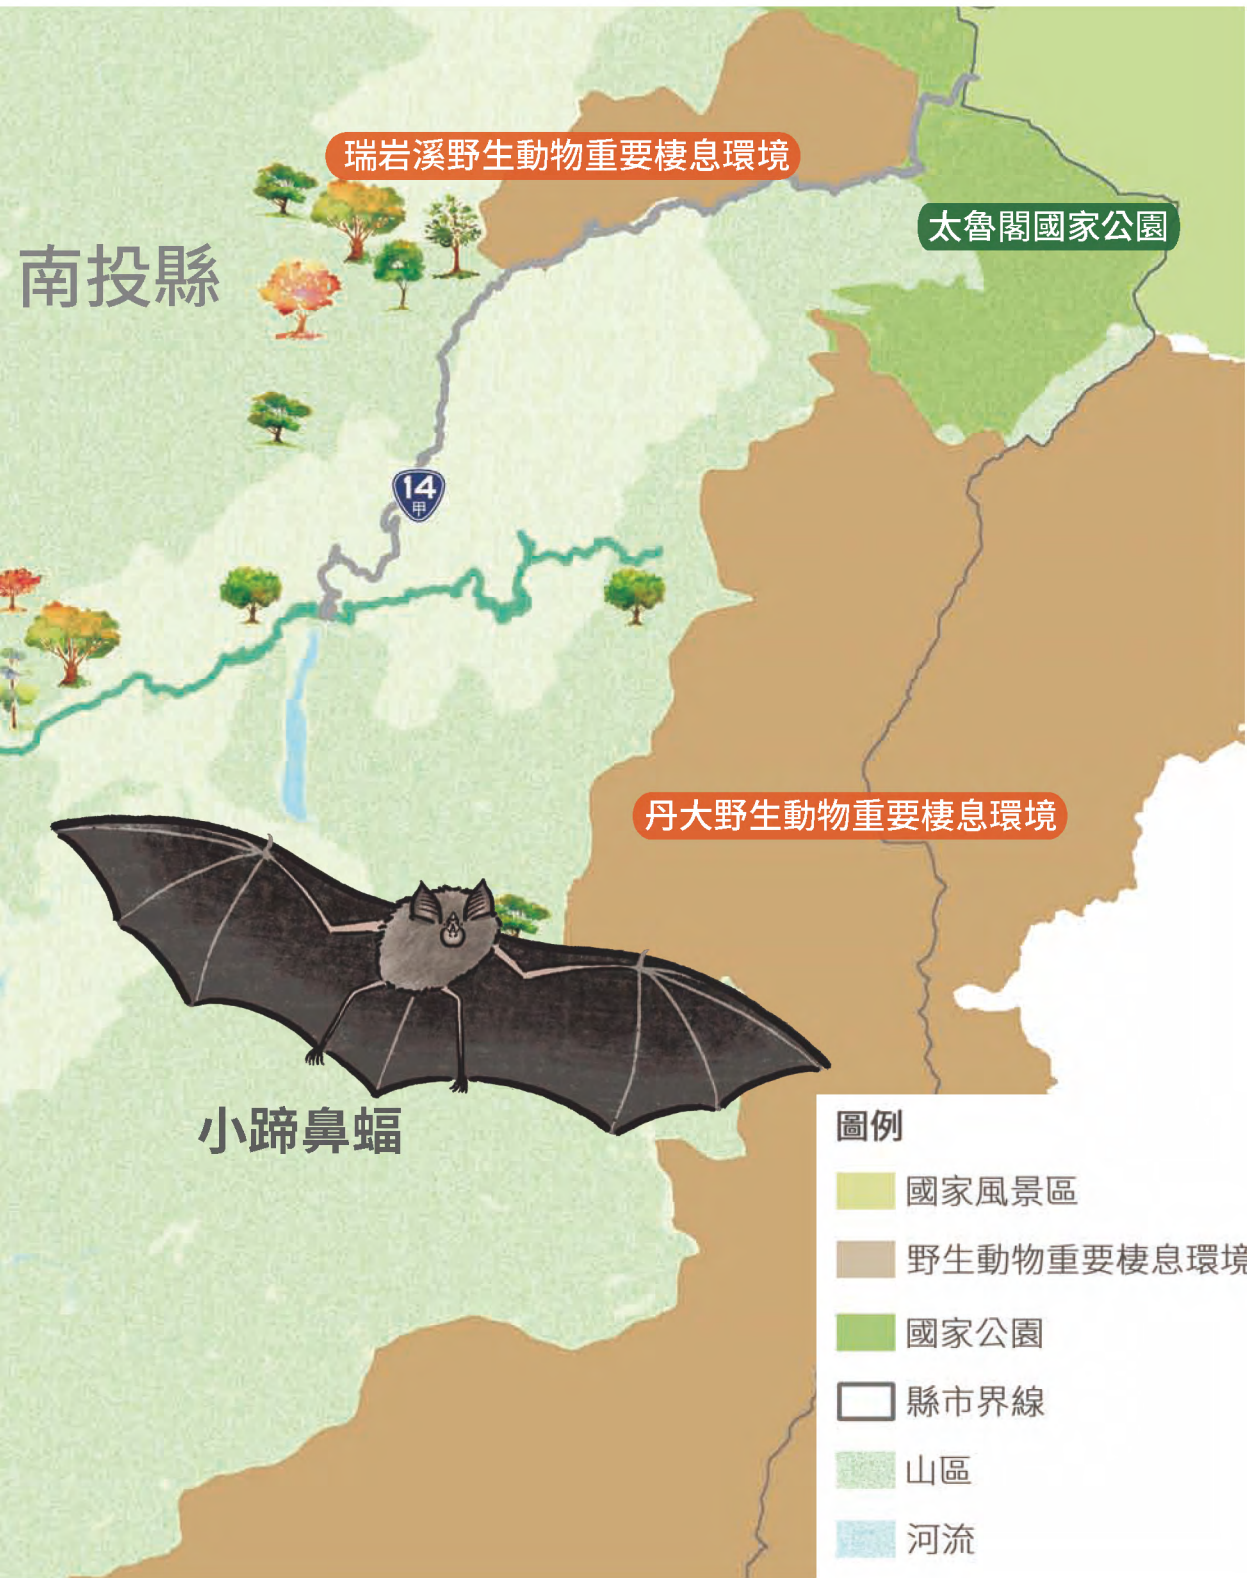 瑞岩溪野生動物重要棲息環境
太魯閣國家公園
南投縣
14
甲
丹大野生動物重要棲息環境
小蹄鼻蝠
圖例
國家風景區
野生動物重要棲息環境
國家公園
縣市界線
山區
河流